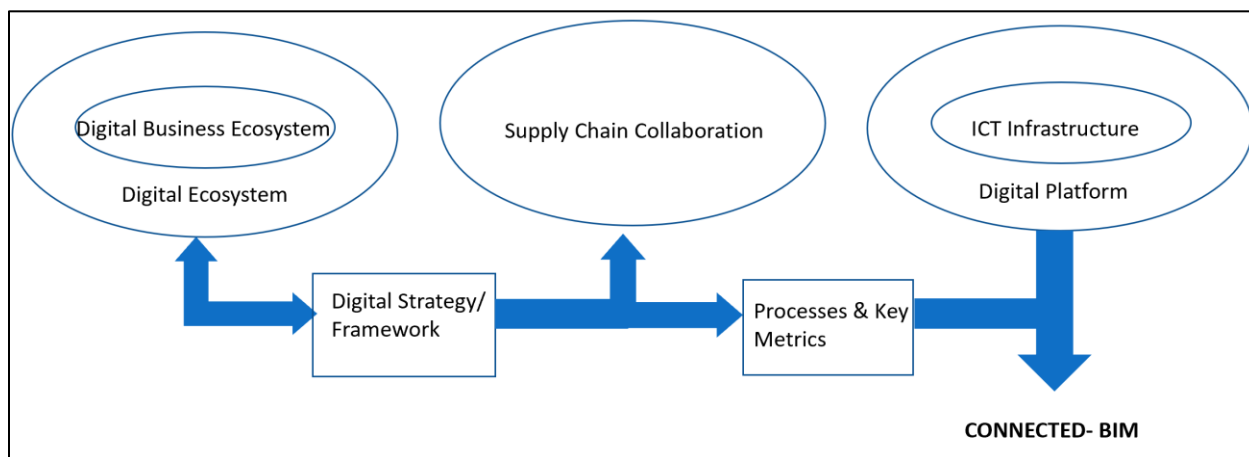 Digital Business Ecosystem
Digital Ecosystem
Supply Chain Collaboration
ICT Infrastructure
Digital Platform
Digital Strategy/
Framework
Processes & Key
Metrics
CONNECTED- BIM